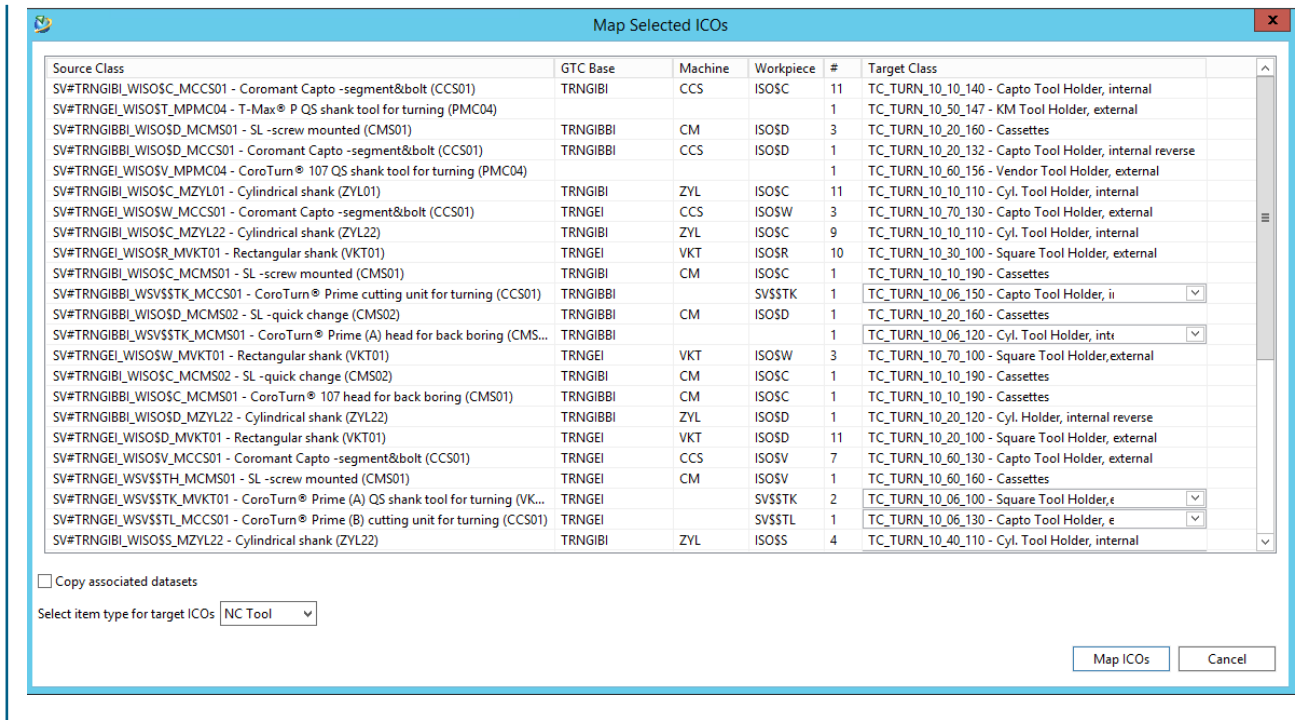 Map Selected ICOs
x
Source Class GTC Base Machine Workpiece # Target Class
SV#TRNGIBI_WISO$C_MCCS01 - Coromant Capto -segment&bolt (CCS01) TRNGIBI CCS ISO$C 11 TC_TURN_10_10_140 - Capto Tool Holder, internal
SV#TRNGEI_WISO$T_MPMC04 - T-Max® P QS shank tool for turning (PMC04) 1 TC_TURN_10_50_147 - KM Tool Holder, external
SV#TRNGIBBI_WISO$D_MCMS01 - SL -screw mounted (CMS01) TRNGIBBI CM ISO$D 3 TC_TURN_10_20_160 - Cassettes
SV#TRNGIBBI_WISO$D_MCCS01 - Coromant Capto -segment&bolt (CCS01) TRNGIBBI CCS ISO$D 1 TC_TURN_10_20_132 - Capto Tool Holder, internal reverse
SV#TRNGEI_WISO$V_MPMC04 - CoroTurn® 107 QS shank tool for turning (PMC04) 1 TC_TURN_10_60_156 - Vendor Tool Holder, external
SV#TRNGIBI_WISO$C_MZYL01 - Cylindrical shank (ZYL01) TRNGIBI ZYL ISO$C 11 TC_TURN_10_10_110 - Cyl. Tool Holder, internal
SV#TRNGEI_WISO$W_MCCS01 - Coromant Capto -segment&bolt (CCS01) TRNGEI CCS ISO$W 3 TC_TURN_10_70_130 - Capto Tool Holder, external
SV#TRNGIBI_WISO$C_MZYL22 - Cylindrical shank (ZYL22) TRNGIBI ZYL ISO$C 9 TC_TURN_10_10_110 - Cyl. Tool Holder, internal
SV#TRNGEI_WISO$R_MVKT01 - Rectangular shank (VKT01) TRNGEI VKT ISO$R 10 TC_TURN_10_30_100 - Square Tool Holder, external
SV#TRNGIBI_WISO$C_MCMS01 - SL -screw mounted (CMS01) TRNGIBI CM ISO$C 1 TC_TURN_10_10_190 - Cassettes
SV#TRNGIBBI_WSV$$TK_MCCS01 - CoroTurn® Prime cutting unit for turning (CCS01) TRNGIBBI SV$$TK 1 TC_TURN_10_06_150 - Capto Tool Holder, ii
SV#TRNGIBBI_WISO$D_MCMS02 - SL -quick change (CMS02) TRNGIBBI CM ISO$D 1 TC_TURN_10_20_160 - Cassettes
SV#TRNGIBBI_WSV$$TK_MCMS01 - CoroTurn® Prime (A) head for back boring (CMS... TRNGIBBI 1 TC_TURN_10_06_120 - Cyl. Tool Holder, inte
SV#TRNGEI_WISO$W_MVKT01 - Rectangular shank (VKT01) TRNGEI VKT ISO$W 3 TC_TURN_10_70_100 - Square Tool Holder,external
SV#TRNGIBI_WISO$C_MCMS02 - SL -quick change (CMS02) TRNGIBI CM ISO$C 1 TC_TURN_10_10_190 - Cassettes
SV#TRNGIBBI_WISO$C_MCMS01 - CoroTurn® 107 head for back boring (CMS01) TRNGIBBI CM ISO$C 1 TC_TURN_10_10_190 - Cassettes
SV#TRNGIBBI_WISO$D_MZYL22 - Cylindrical shank (ZYL22) TRNGIBBI ZYL ISO$D 1 TC_TURN_10_20_120 - Cyl. Holder, internal reverse
SV#TRNGEI_WISO$D_MVKT01 - Rectangular shank (VKT01) TRNGEI VKT ISO$D 11 TC_TURN_10_20_100 - Square Tool Holder, external
SV#TRNGEI_WISO$V_MCCS01 - Coromant Capto -segment&bolt (CCS01) TRNGEI CCS ISO$V 7 TC_TURN_10_60_130 - Capto Tool Holder, external
SV#TRNGEI_WSV$$TH_MCMS01 - SL -screw mounted (CMS01) TRNGEI CM ISO$V 1 TC_TURN_10_60_160 - Cassettes
SV#TRNGEI_WSV$$TK_MVKT01 - CoroTurn® Prime (A) QS shank tool for turning (VK... TRNGEI SV$$TK 2 TC_TURN_10_06_100 - Square Tool Holder,e
SV#TRNGEI_WSV$$TL_MCCS01 - CoroTurn® Prime (B) cutting unit for turning (CCS01) TRNGEI SV$$TL 1 TC_TURN_10_06_130 - Capto Tool Holder, e
SV#TRNGIBI_WISO$S_MZYL22 - Cylindrical shank (ZYL22) TRNGIBI ZYL ISO$S 4 TC_TURN_10_40_110 - Cyl. Tool Holder, internal
Copy associated datasets
Select item type for target ICOs NC Tool
Map ICOs Cancel